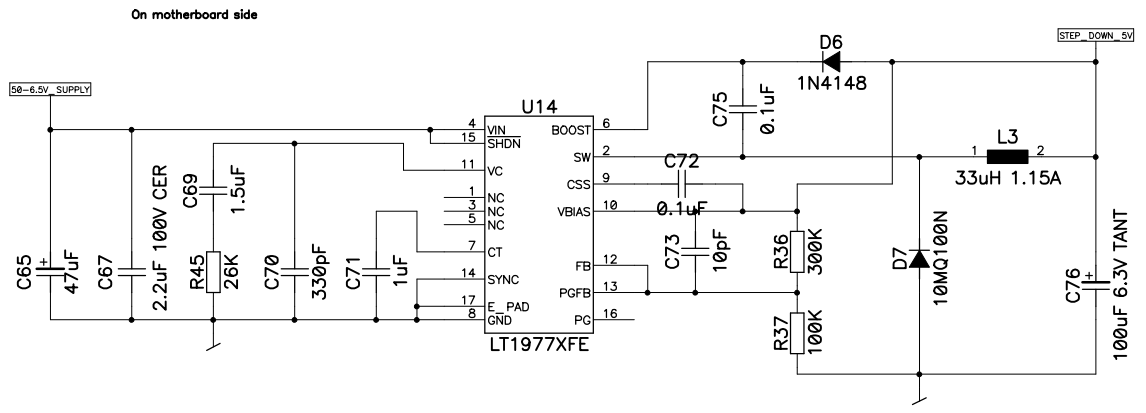 On motherboard side
STEP_DOWN_5V
D6
1N4148
50-6.5V_SUPPLY
C75
0.1uF
U14
4 VIN
15 SHDN
11 VC
1 NC
3 NC
5 NC
7 CT
14 SYNC
17 E_PAD
8 GND
BOOST 6
SW 2
CSS 9
VBIAS 10
FB 12
PGFB 13
PG 16
LT1977XFE
L3
1 2
33uH 1.15A
C72
0.1uF
C69
1.5uF
C65
+
47uF
C67
2.2uF 100V CER
R45
26K
C70
330pF
C71
1uF
C73
10pF
R36
300K
R37
100K
D7
10MQ100N
C76
+
100uF 6.3V TANT